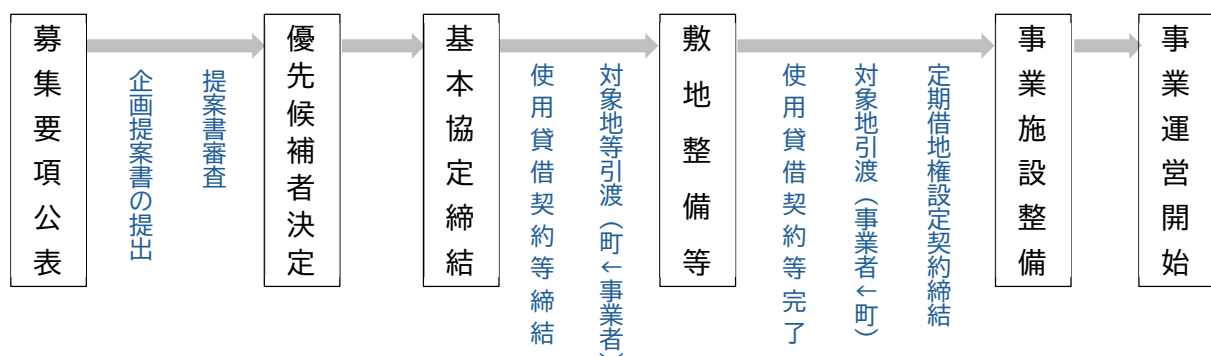 募集要項公表
企画提案書の提出
提案書審査
優先候補者決定
基本協定締結
使用貸借契約等締結
対象地等引渡（町←事業者）
敷地整備等
使用貸借契約等完了
対象地引渡（事業者←町）
定期借地権設定契約締結
事業施設整備
事業運営開始